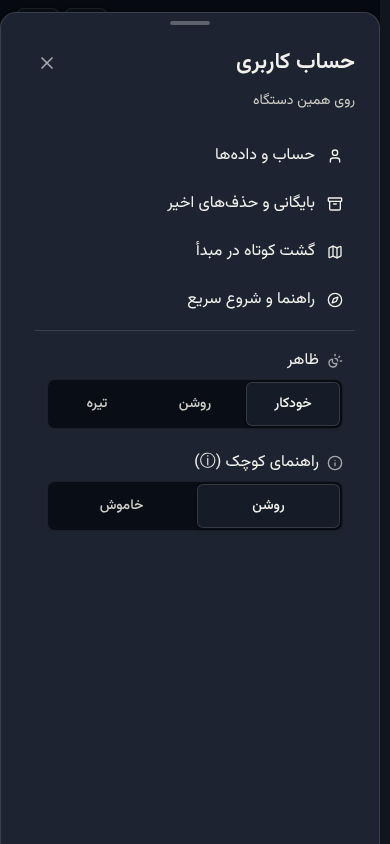 حساب کاربری
روی همین دستگاه
حساب و داده‌ها
بایگانی و حذف‌های اخیر
گشت کوتاه در مبدأ
راهنما و شروع سریع
ظاهر
خودکار روشن تیره
راهنمای کوچک (ⓘ)
روشن خاموش